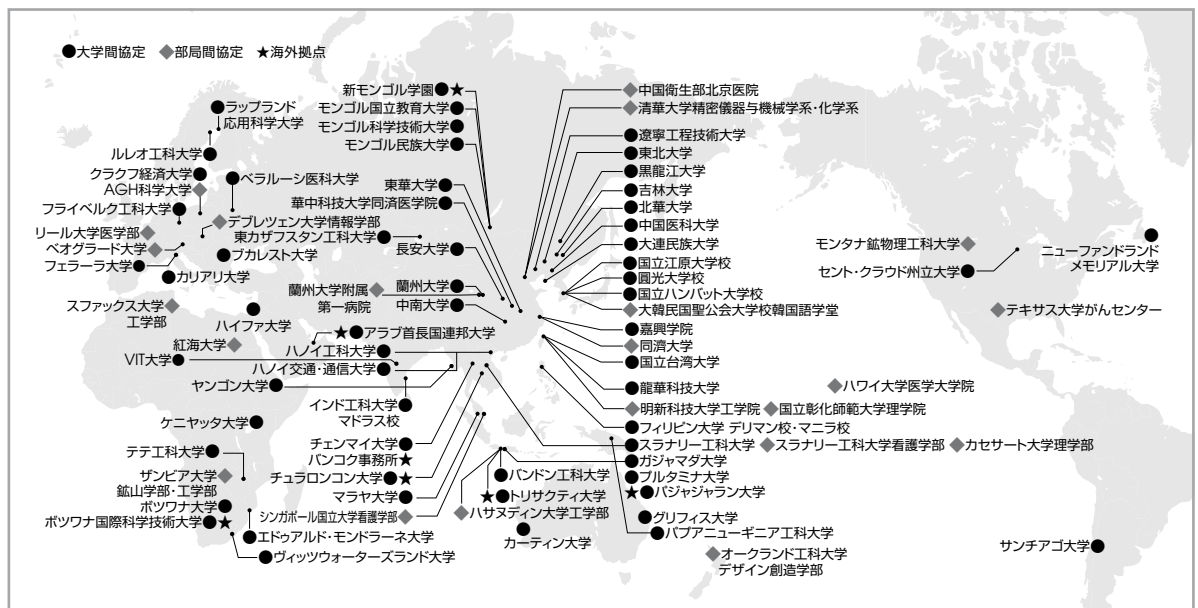 ●大学間協定 ◆部局間協定 ★海外拠点
ラップランド
応用科学大学
ルレオ工科大学
クラクフ経済大学
AGH科学大学
ベラルーシ医科大学
フライベルク工科大学
デブレツェン大学情報学部
リール大学医学部
東カザフスタン工科大学
ベオグラード大学
ブカレスト大学
フェラーラ大学
カリアリ大学
スファックス大学
工学部
ハイファ大学
紅海大学
アラブ首長国連邦大学
VIT大学
ハノイ工科大学
ハノイ交通・通信大学
ヤンゴン大学
インド工科大学
マドラス校
ケニヤッタ大学
チェンマイ大学
バンコク事務所
テテ工科大学
チュラロンコン大学
ザンビア大学
鉱山学部・工学部
マラヤ大学
ボツワナ大学
シンガポール国立大学看護学部
ボツワナ国際科学技術大学
エドゥアルド・モンドラーネ大学
ヴィッツウォーターズランド大学
新モンゴル学園
モンゴル国立教育大学
モンゴル科学技術大学
モンゴル民族大学
東華大学
華中科技大学同済医学院
長安大学
蘭州大学附属
第一病院
蘭州大学
中南大学
中国衛生部北京医院
清華大学精密儀器与機械学系・化学系
遼寧工程技術大学
東北大学
黒龍江大学
吉林大学
北華大学
中国医科大学
大連民族大学
国立江原大学校
圓光大学校
国立ハンバット大学校
大韓民国聖公会大学校韓国語学堂
嘉興学院
同濟大学
国立台湾大学
龍華科技大学
ハワイ大学医学大学院
明新科技大学工学院
国立彰化師範大学理学部
フィリピン大学 デリマン校・マニラ校
スラナリー工科大学
スラナリー工科大学看護学部
カセサート大学理学部
ガジャマダ大学
バンドン工科大学
プルタミナ大学
トリサクティ大学
パジャジャラン大学
ハサヌディン大学工学部
グリフィス大学
カーティン大学
パプアニューギニア工科大学
オークランド工科大学
デザイン創造学部
モンタナ鉱物理工科大学
セント・クラウド州立大学
ニューファンドランド
メモリアル大学
テキサス大学がんセンター
サンチアゴ大学